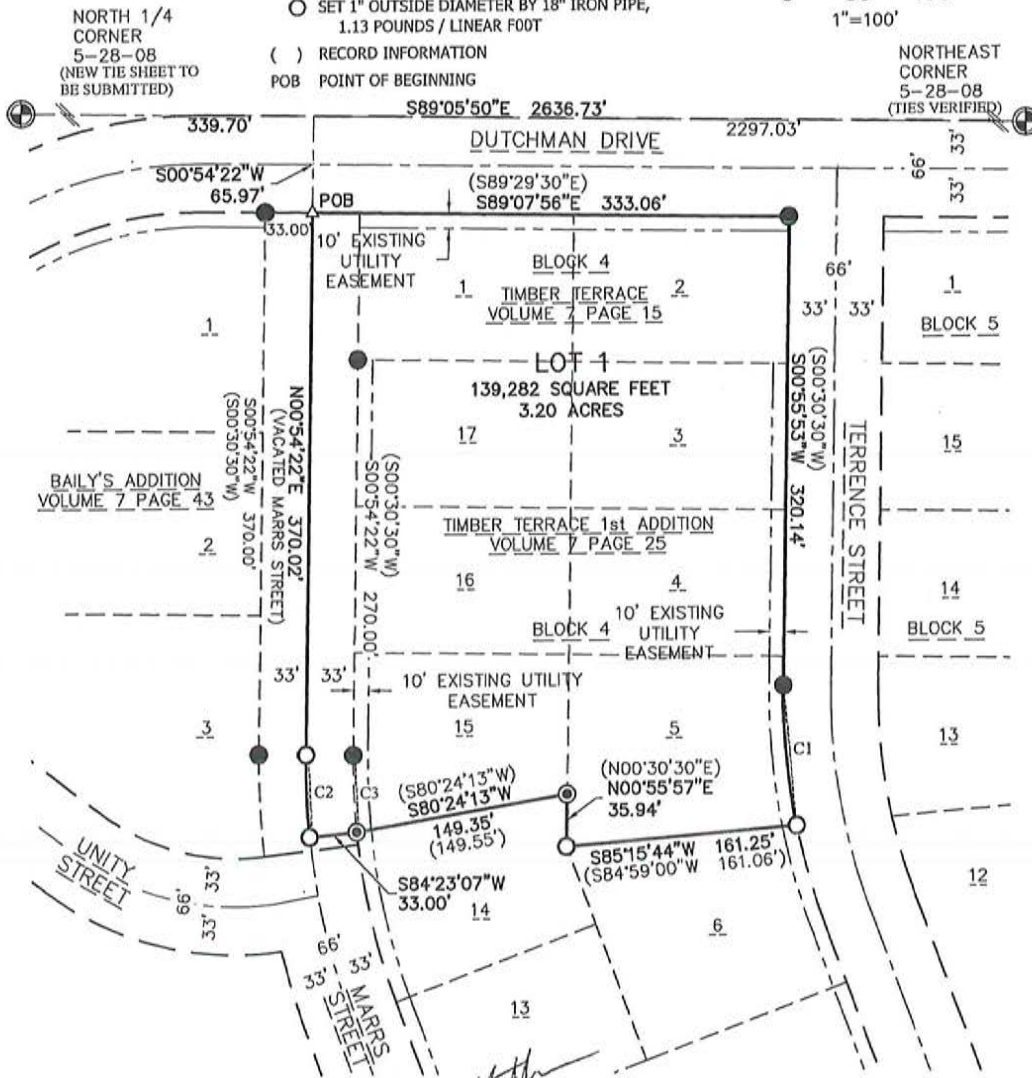 SET 1" OUTSIDE DIAMETER BY 18" IRON PIPE,
1.13 POUNDS / LINEAR FOOT
( ) RECORD INFORMATION
POB POINT OF BEGINNING
1"=100'
NORTH 1/4
CORNER
5-28-08
(NEW TIE SHEET TO
BE SUBMITTED)
NORTHEAST
CORNER
5-28-08
(TIES VERIFIED)
S89°05'50"E 2636.73'
339.70'
2297.03'
DUTCHMAN DRIVE
66'
33'
33'
S00°54'22"W
65.97'
POB
33.00'
(S89°29'30"E)
S89°07'56"E 333.06'
10' EXISTING
UTILITY
EASEMENT
BLOCK 4
1
TIMBER TERRACE
VOLUME 7 PAGE 15
2
66'
33'
33'
1
BLOCK 5
1
LOT 1
139,282 SQUARE FEET
3.20 ACRES
17
3
15
(S00°30'30"W)
S00°55'53"W 320.14'
TERRENCE STREET
N00°54'22"E 370.02'
(VACATED MARRS STREET)
S00°54'22"W 370.00'
(S00°30'30"W)
(S00°30'30"W)
S00°54'22"W 270.00'
BAILY'S ADDITION
VOLUME 7 PAGE 43
2
TIMBER TERRACE 1st ADDITION
VOLUME 7 PAGE 25
16
4
14
BLOCK 4
10' EXISTING
UTILITY
EASEMENT
BLOCK 5
33'
33'
10' EXISTING UTILITY
EASEMENT
3
15
5
13
C1
C2
C3
(S80°24'13"W)
S80°24'13"W
149.35'
(149.55')
(N00°30'30"E)
N00°55'57"E
35.94'
S85°15'44"W 161.25'
(S84°59'00"W 161.06')
S84°23'07"W
33.00'
14
12
6
UNITY
STREET
66'
33'
33'
66'
33'
33'
MARRS
STREET
13